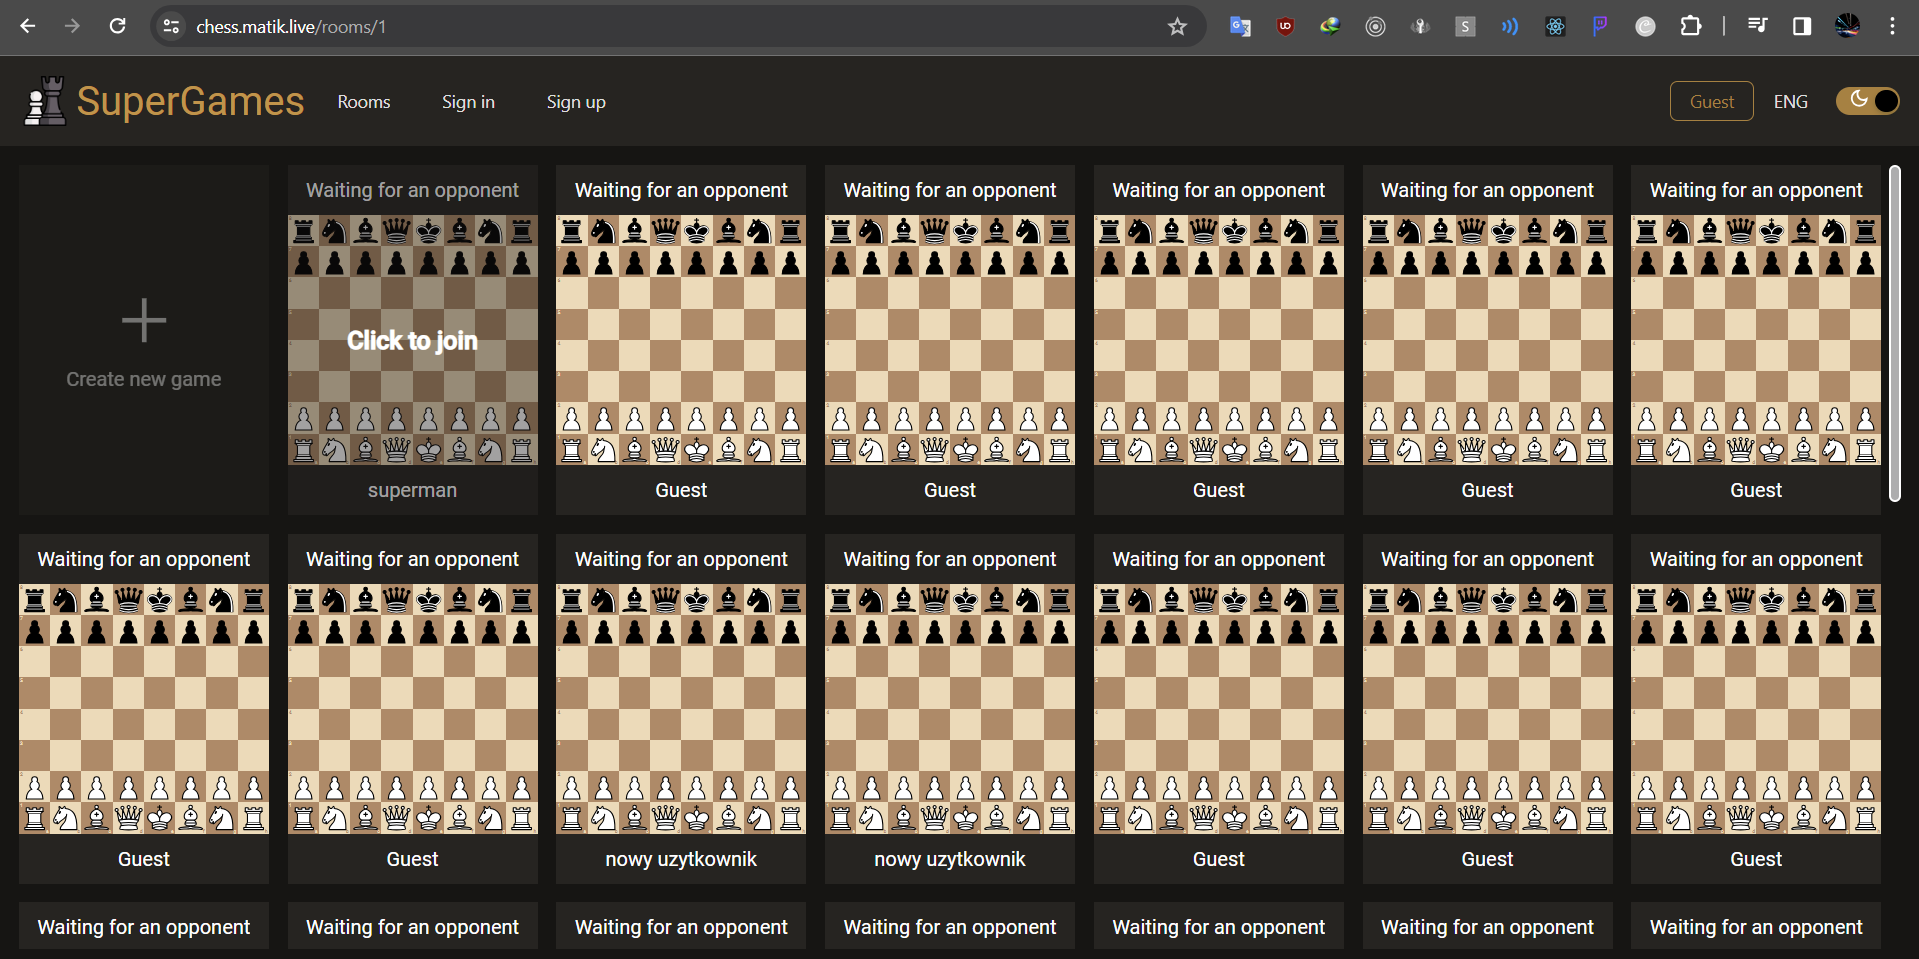 chess.matik.live/rooms/1
SuperGames
Rooms
Sign in
Sign up
Guest
ENG
Create new game
Waiting for an opponent
Click to join
superman
Waiting for an opponent
Guest
Waiting for an opponent
Guest
Waiting for an opponent
Guest
Waiting for an opponent
Guest
Waiting for an opponent
Guest
Waiting for an opponent
Guest
Waiting for an opponent
Guest
Waiting for an opponent
nowy uzytkownik
Waiting for an opponent
nowy uzytkownik
Waiting for an opponent
Guest
Waiting for an opponent
Guest
Waiting for an opponent
Guest
Waiting for an opponent
Waiting for an opponent
Waiting for an opponent
Waiting for an opponent
Waiting for an opponent
Waiting for an opponent
Waiting for an opponent